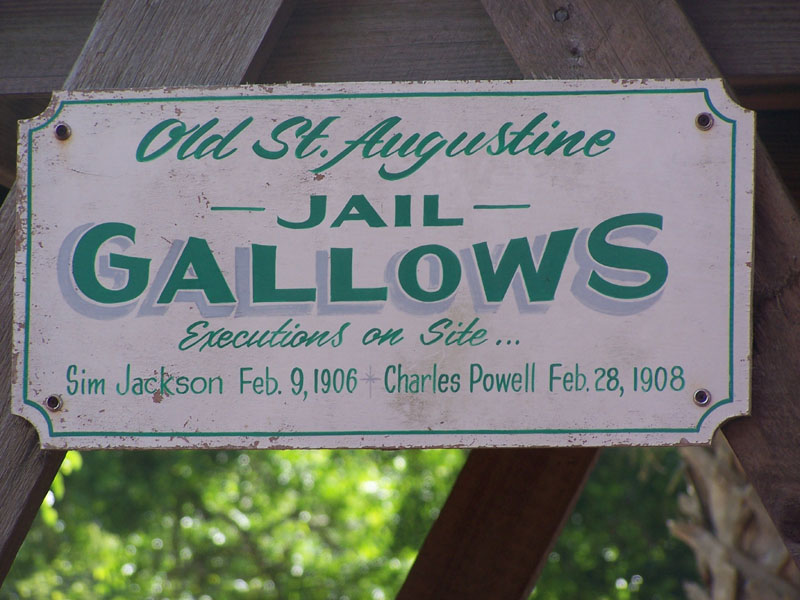 Old St. Augustine
— JAIL —
GALLOWS
Executions on Site...
Sim Jackson Feb. 9, 1906 + Charles Powell Feb. 28, 1908